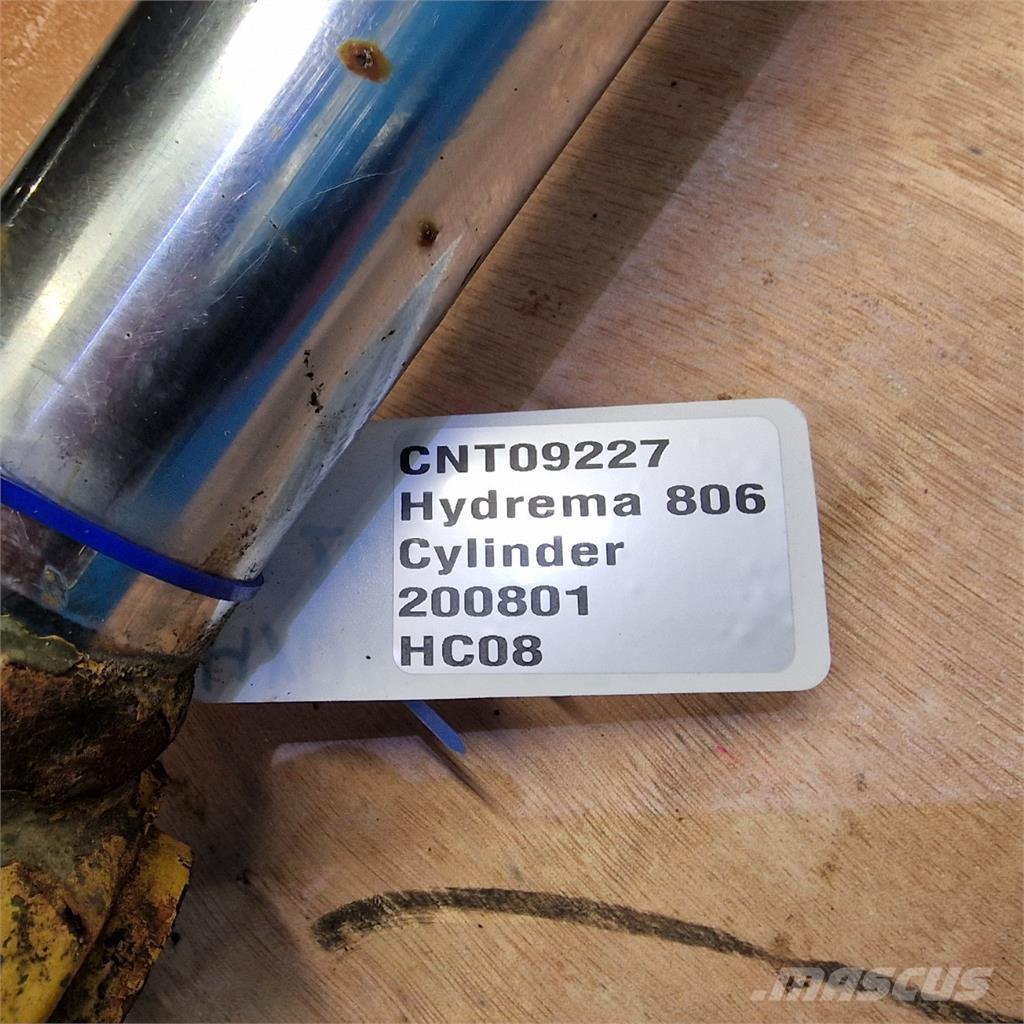 CNT09227
Hydrema 806
Cylinder
200801
HC08
mascus